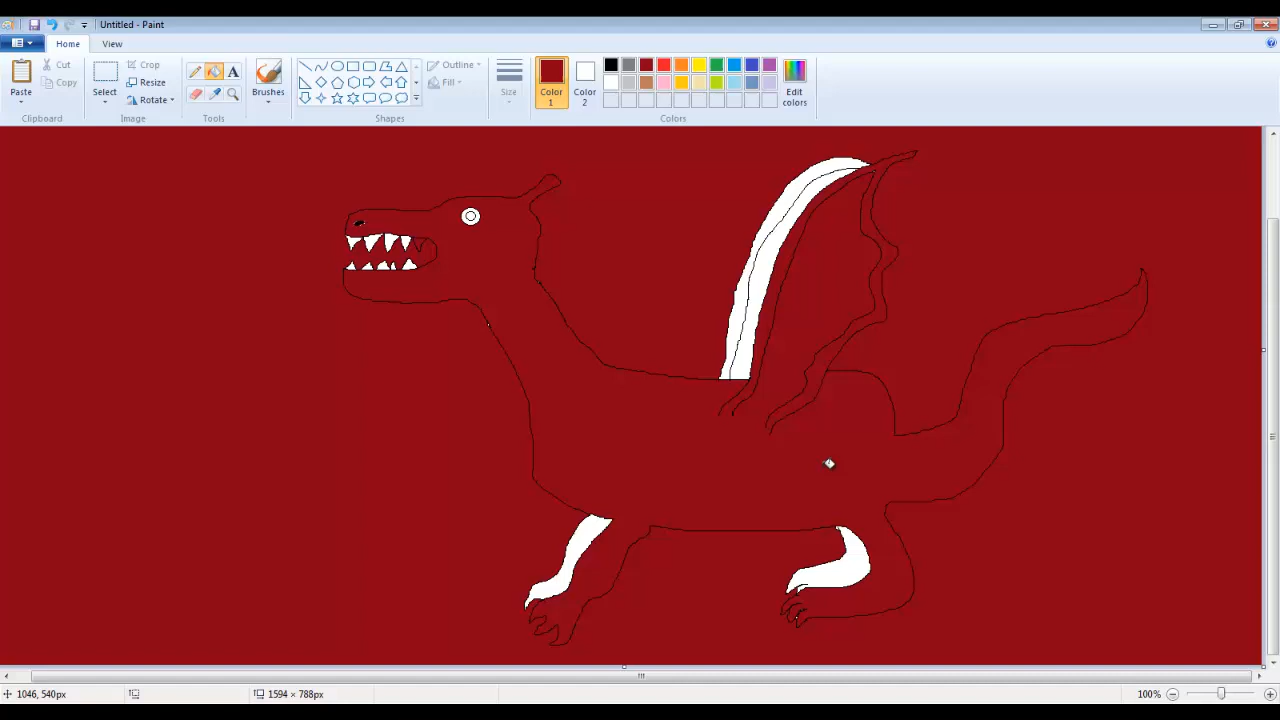 Untitled - Paint
Home View
Paste
Cut
Copy
Clipboard
Select
Crop
Resize
Rotate
Image
A
Tools
Brushes
Outline
Fill
Shapes
Size
Color 1
Color 2
Edit colors
Colors
1046, 540px
1594 × 788px
100%